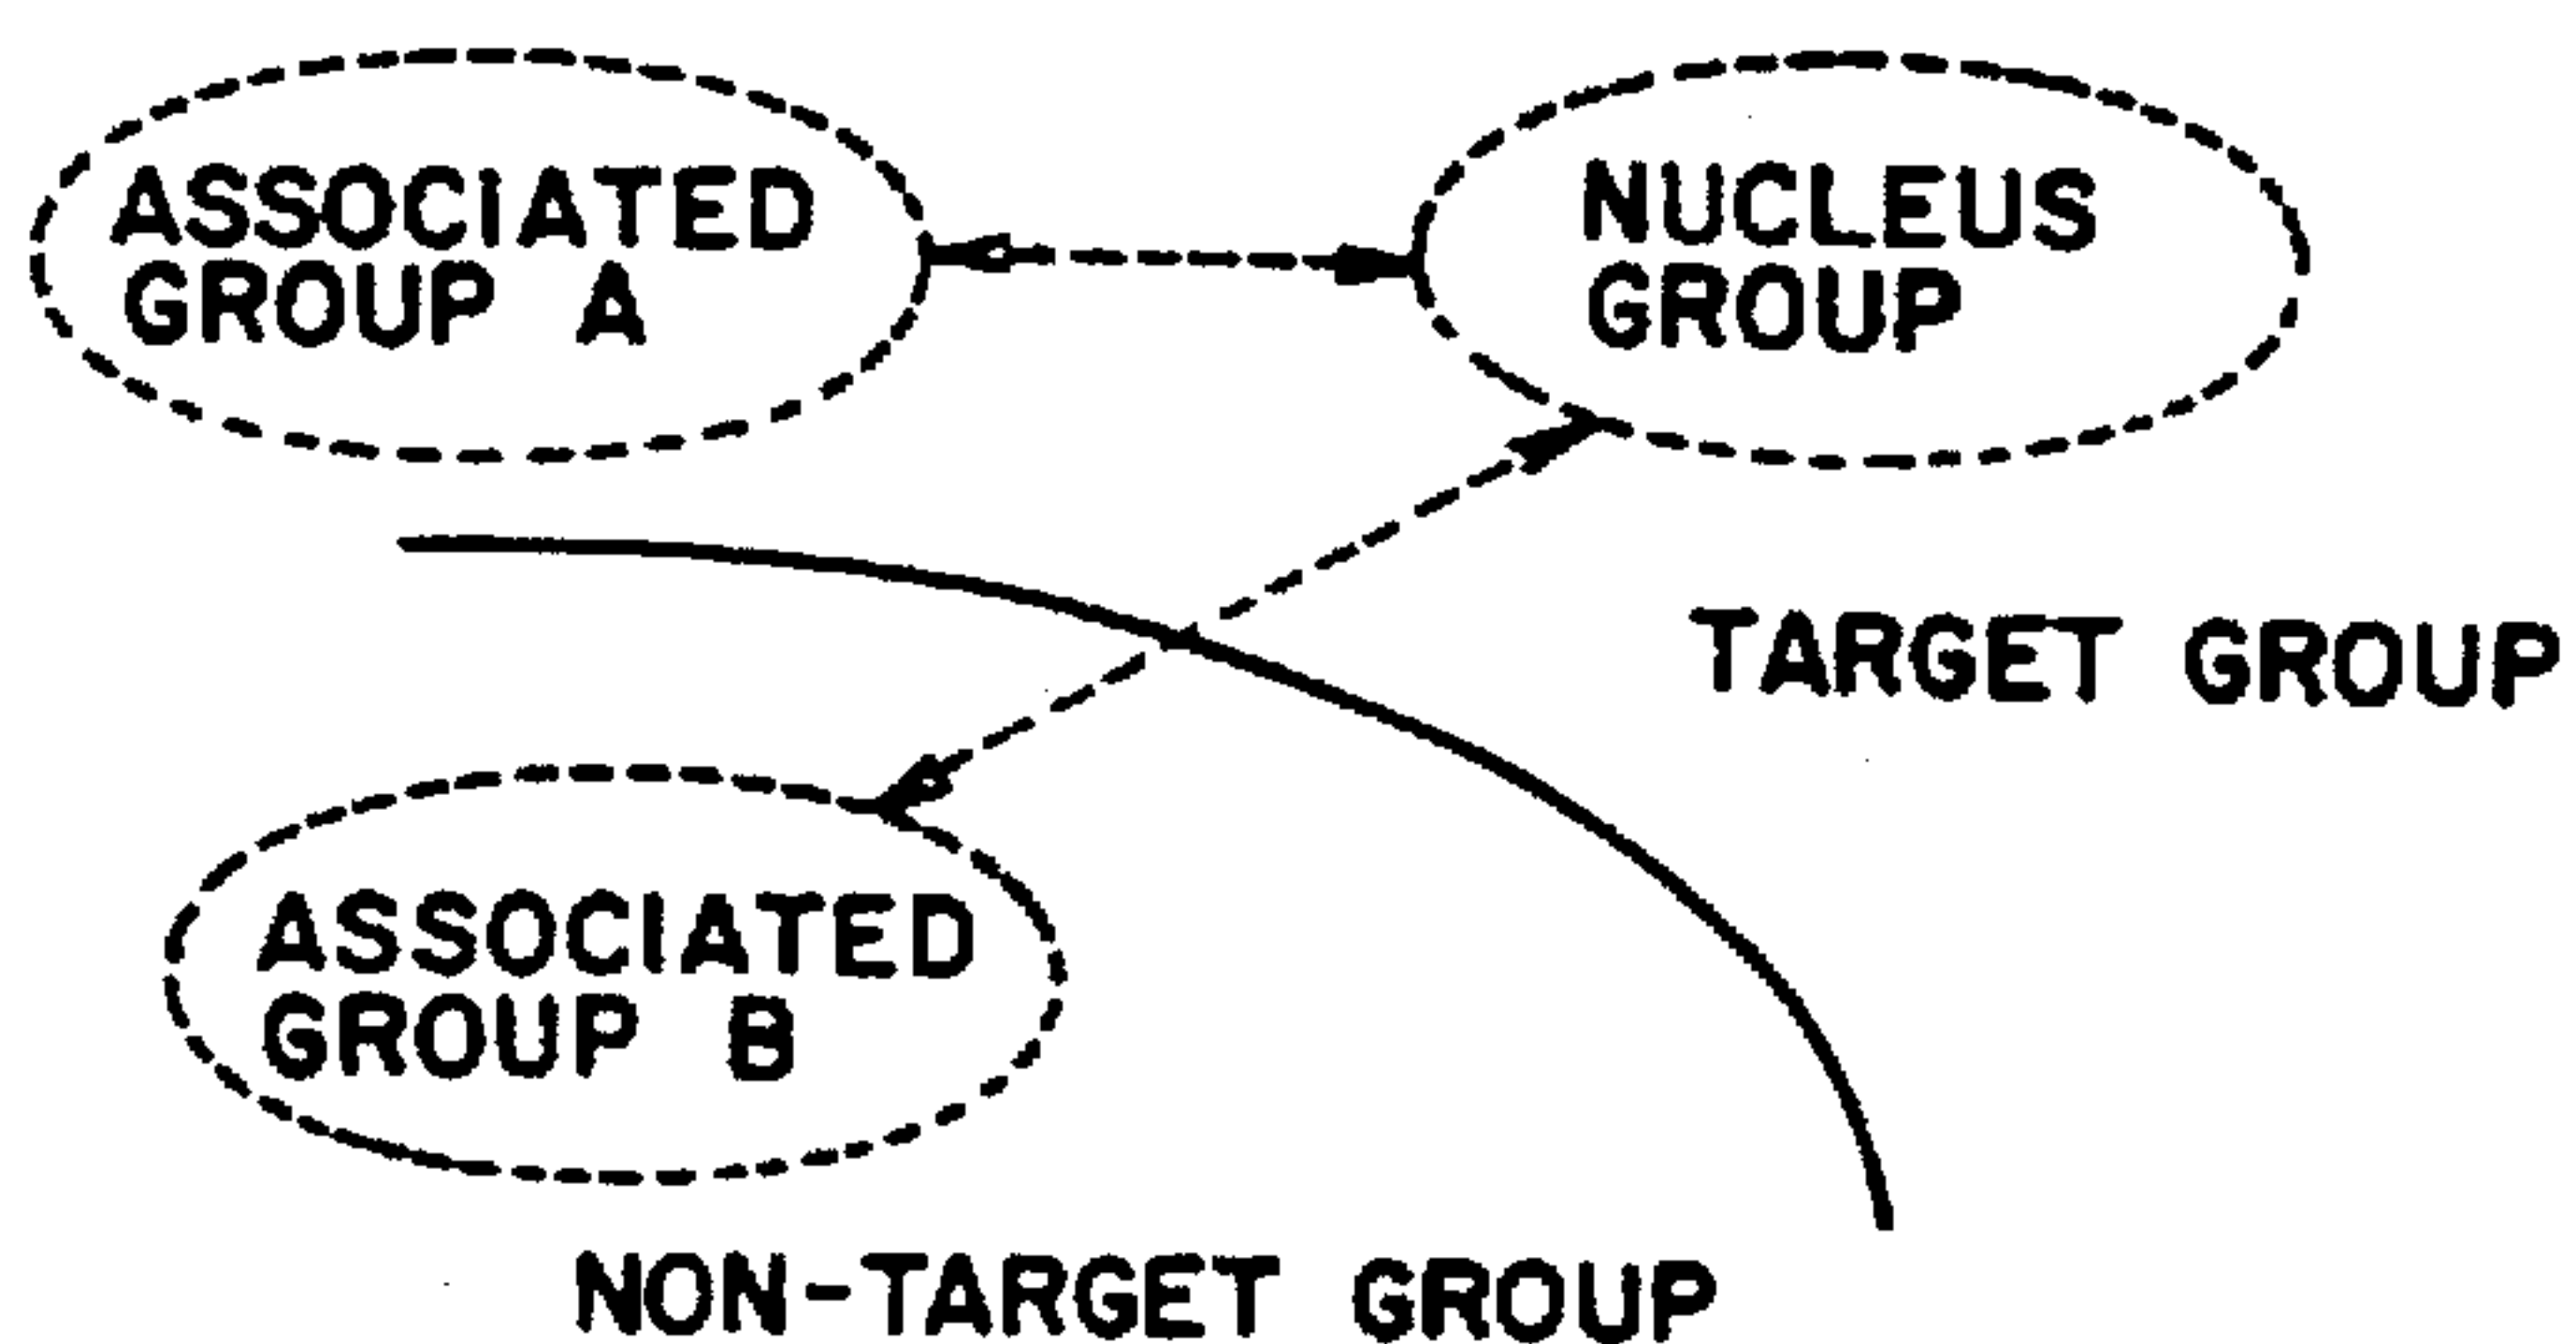 ASSOCIATED
GROUP A
NUCLEUS
GROUP
TARGET GROUP
ASSOCIATED
GROUP B
NON-TARGET GROUP